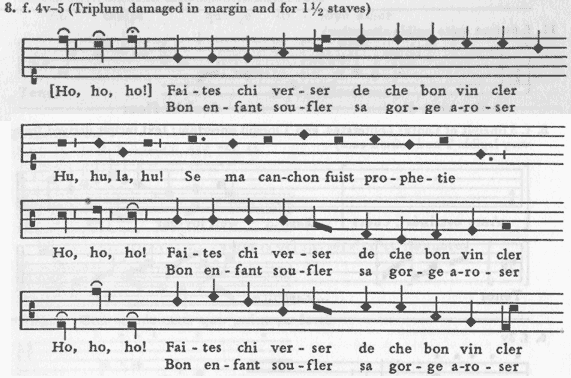 8. f. 4v–5 (Triplum damaged in margin and for 1½ staves)
[Ho, ho, ho!] Fai-tes chi ver-ser de che bon vin cler
Bon en-fant sou-fler sa gor-ge a-ro-ser
Hu, hu, la, hu! Se ma can-chon fuist pro-phe-tie
Ho, ho, ho! Fai-tes chi ver-ser de che bon vin cler
Bon en-fant sou-fler sa gor-ge a-ro-ser
Ho, ho, ho! Fai-tes chi ver-ser de che bon vin cler
Bon en-fant sou-fler sa gor-ge a-ro-ser